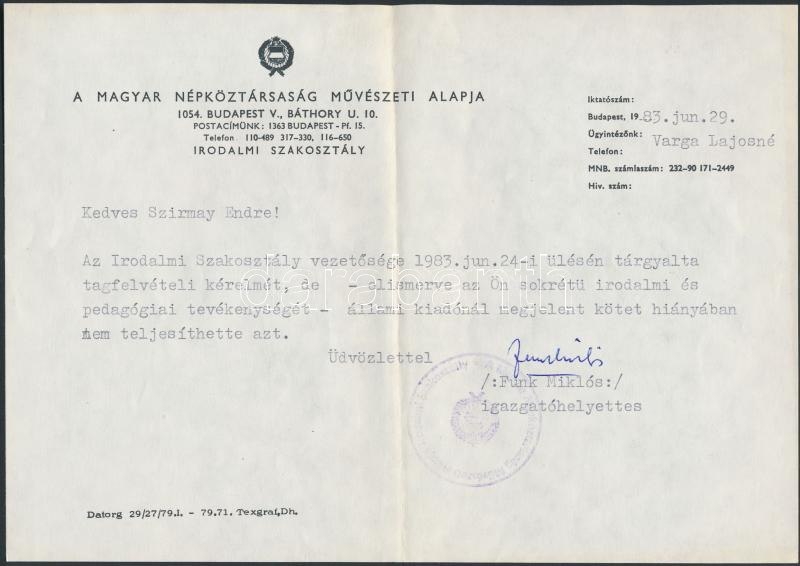 A MAGYAR NÉPKÖZTÁRSASÁG MŰVÉSZETI ALAPJA
1054. BUDAPEST V., BÁTHORY U. 10.
POSTACÍMÜNK: 1363 BUDAPEST - Pf. 15.
Telefon 110-489 317-330, 116-650
IRODALMI SZAKOSZTÁLY
Iktatószám:
Budapest, 1983.jun.29.
Ügyintézőnk: Varga Lajosné
Telefon:
MNB. számlaszám: 232-90 171-2449
Hiv. szám:
Kedves Szirmay Endre!
Az Irodalmi Szakosztály vezetősége 1983.jun.24-i ülésén tárgyalta
tagfelvételi kérelmét, de - elismerve az Ön sokrétü irodalmi és
pedagógiai tevékenységét - állami kiadónál megjelent kötet hiányában
nem teljesíthette azt.
Üdvözlettel
/:Funk Miklós:/
igazgatóhelyettes
Datorg 29/27/79.I. - 79.71. Texgraf,Dh.
darabanth